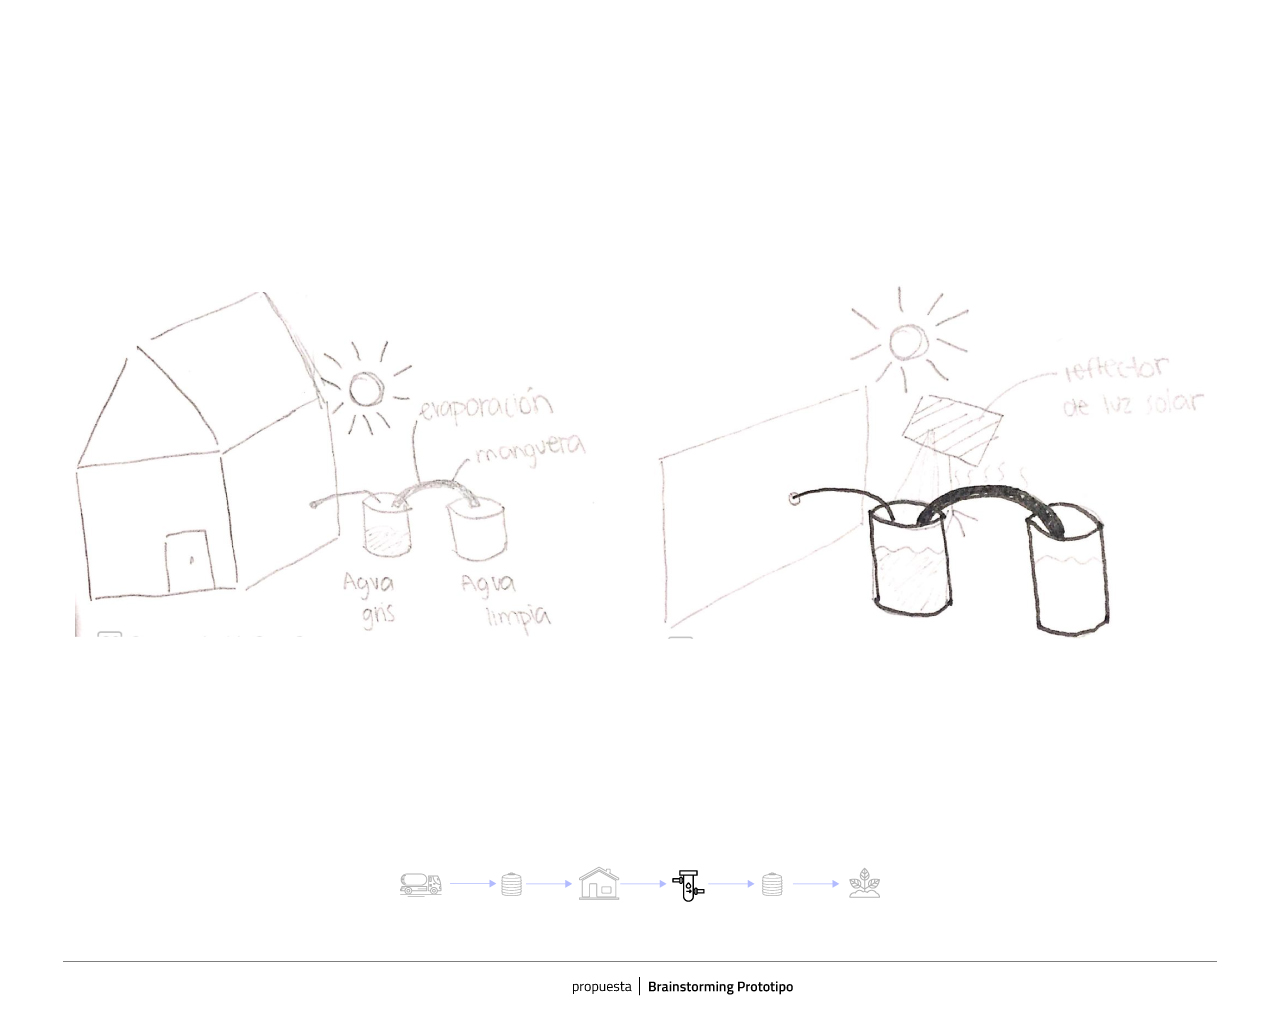 evaporación
manguera
Agua
gris
Agua
limpia
reflector
de luz solar
propuesta
Brainstorming Prototipo